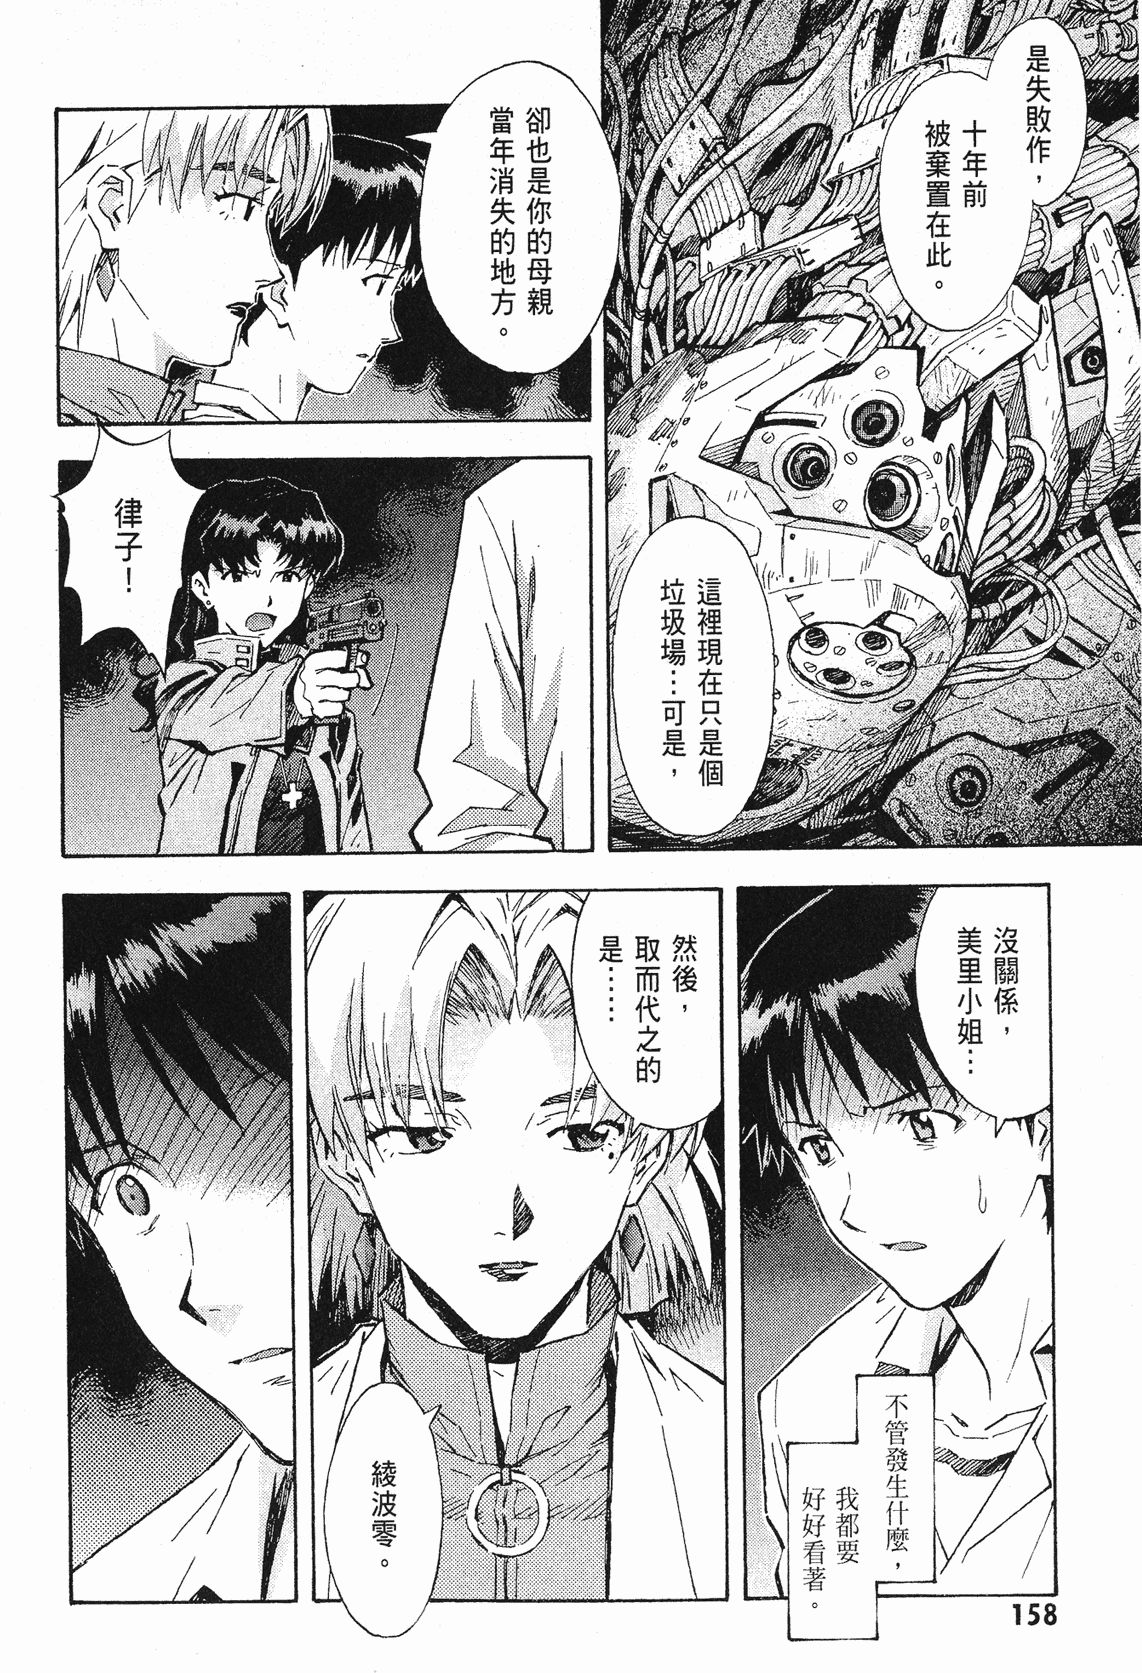 是失敗作，
十年前
被棄置在此。
這裡現在只是個
垃圾場…可是，
卻也是你的母親
當年消失的地方。
律子！
沒關係，
美里小姐…
不管發生什麼，
我都要
好好看著。
然後，
取而代之的
是……
綾波零。
158